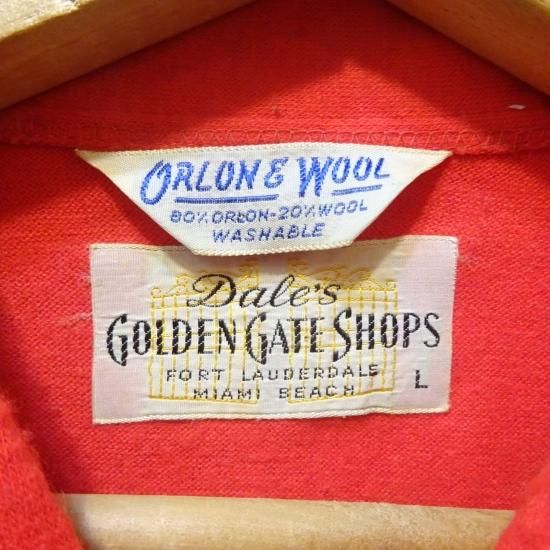 ORLON & WOOL
80% ORLON-20% WOOL
WASHABLE
Dale's
GOLDEN GATE SHOPS
FORT LAUDERDALE
MIAMI BEACH L